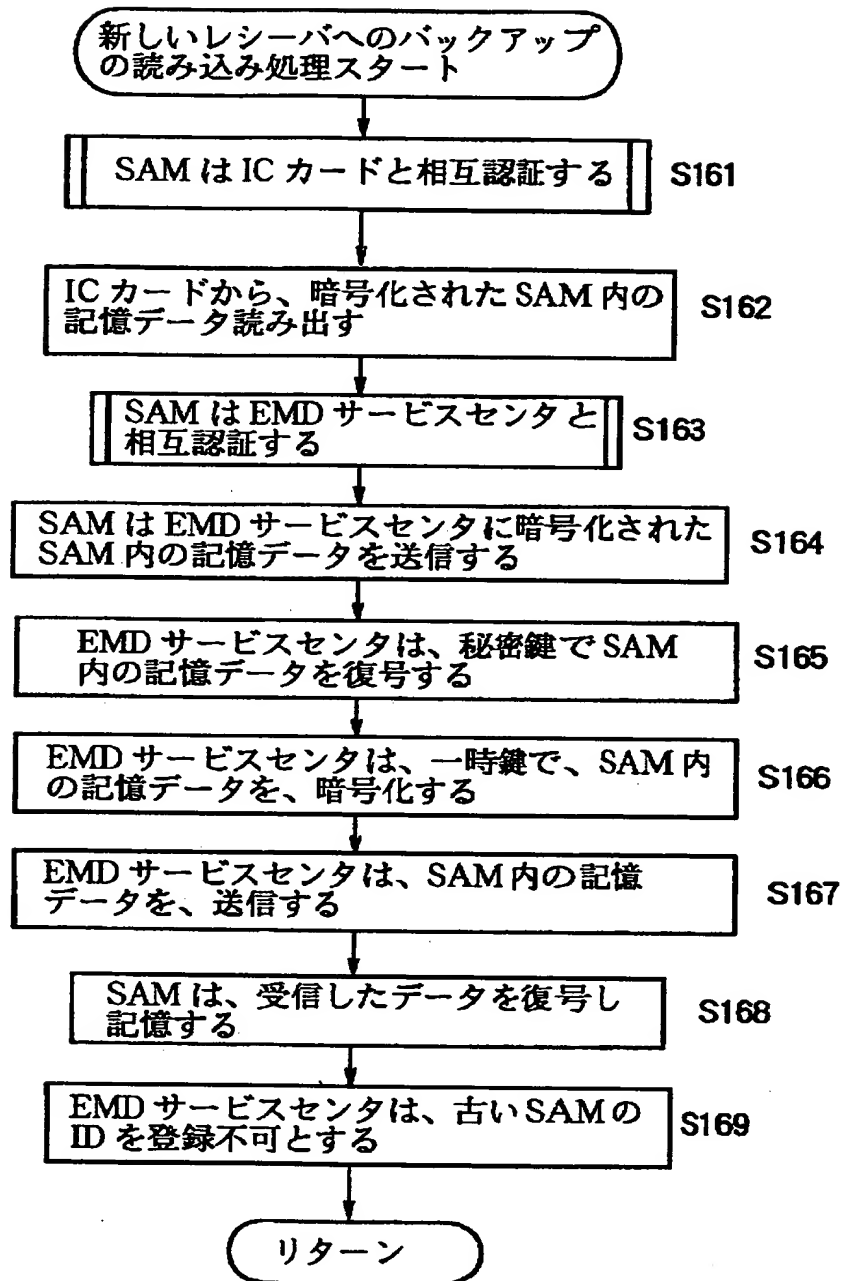 新しいレシーバへのバックアップ
の読み込み処理スタート
SAM は IC カードと相互認証する
S161
IC カードから、暗号化された SAM 内の
記憶データ読み出す
S162
SAM は EMD サービスセンタと
相互認証する
S163
SAM は EMD サービスセンタに暗号化された
SAM 内の記憶データを送信する
S164
EMD サービスセンタは、秘密鍵で SAM
内の記憶データを復号する
S165
EMD サービスセンタは、一時鍵で、SAM 内
の記憶データを、暗号化する
S166
EMD サービスセンタは、SAM 内の記憶
データを、送信する
S167
SAM は、受信したデータを復号し
記憶する
S168
EMD サービスセンタは、古い SAM の
ID を登録不可とする
S169
リターン